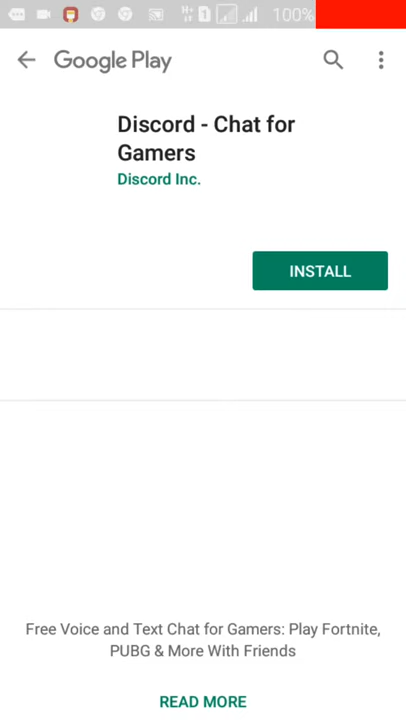 100%
Google Play
Discord - Chat for
Gamers
Discord Inc.
INSTALL
Free Voice and Text Chat for Gamers: Play Fortnite,
PUBG & More With Friends
READ MORE